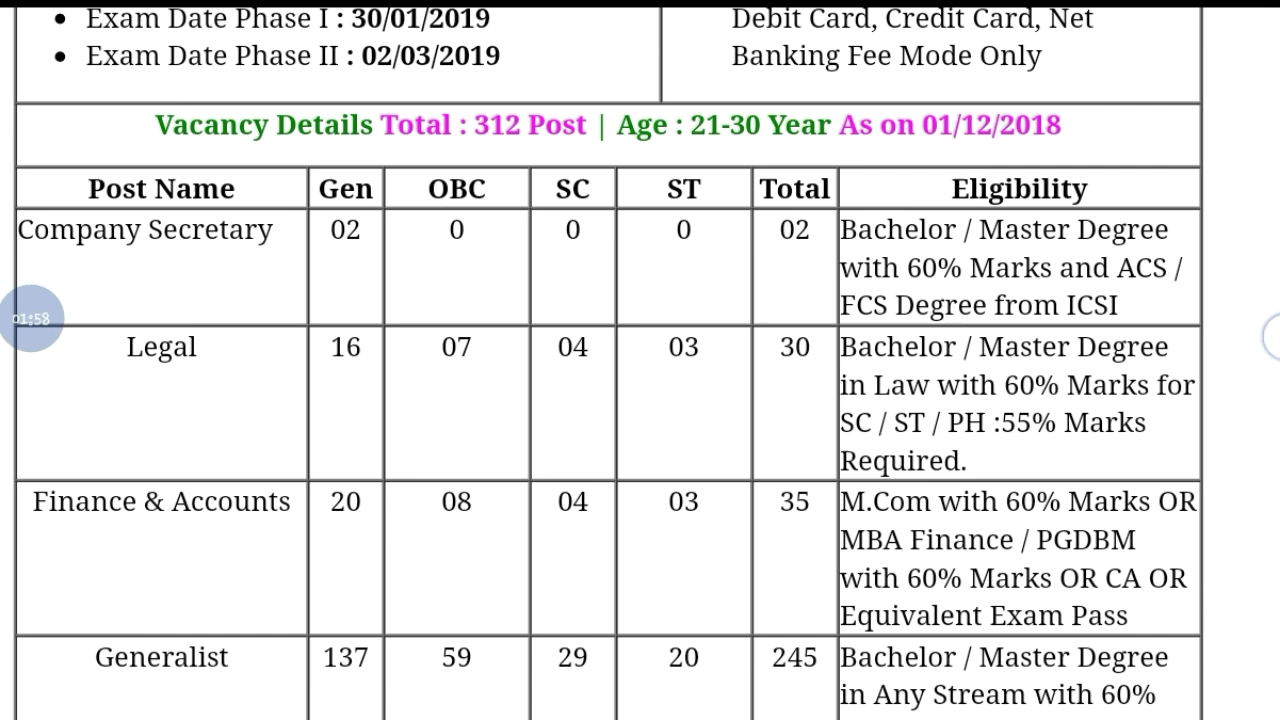 Exam Date Phase I : 30/01/2019
Exam Date Phase II : 02/03/2019
Debit Card, Credit Card, Net
Banking Fee Mode Only
Vacancy Details Total : 312 Post | Age : 21-30 Year As on 01/12/2018
Post Name Gen OBC SC ST Total Eligibility
Company Secretary 02 0 0 0 02 Bachelor / Master Degree
with 60% Marks and ACS /
FCS Degree from ICSI
01:58
Legal 16 07 04 03 30 Bachelor / Master Degree
in Law with 60% Marks for
SC / ST / PH :55% Marks
Required.
Finance & Accounts 20 08 04 03 35 M.Com with 60% Marks OR
MBA Finance / PGDBM
with 60% Marks OR CA OR
Equivalent Exam Pass
Generalist 137 59 29 20 245 Bachelor / Master Degree
in Any Stream with 60%